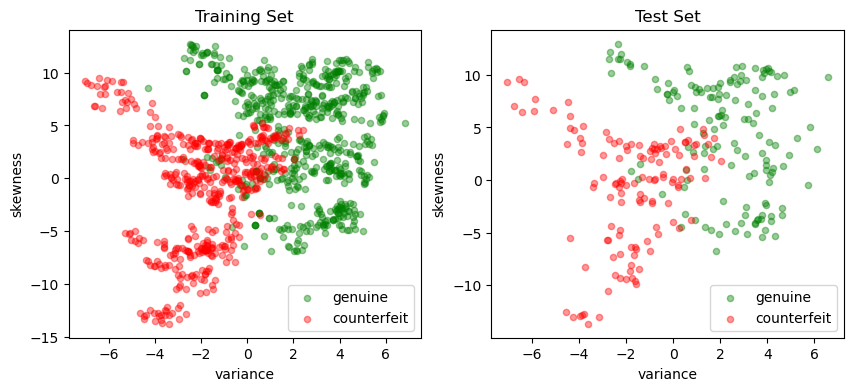 Training Set
skewness
10
5
0
−5
−10
−15
−6
−4
−2
0
2
4
6
variance
genuine
counterfeit
Test Set
skewness
10
5
0
−5
−10
−6
−4
−2
0
2
4
6
variance
genuine
counterfeit